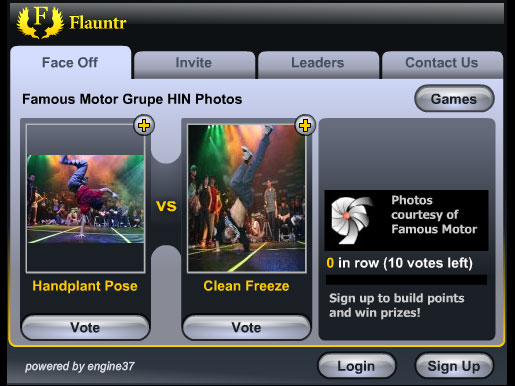 F Flauntr
Face Off
Invite
Leaders
Contact Us
Famous Motor Grupe HIN Photos
Games
vs
Handplant Pose
Clean Freeze
Vote
Vote
Photos
courtesy of
Famous Motor
0 in row (10 votes left)
Sign up to build points
and win prizes!
powered by engine37
Login
Sign Up